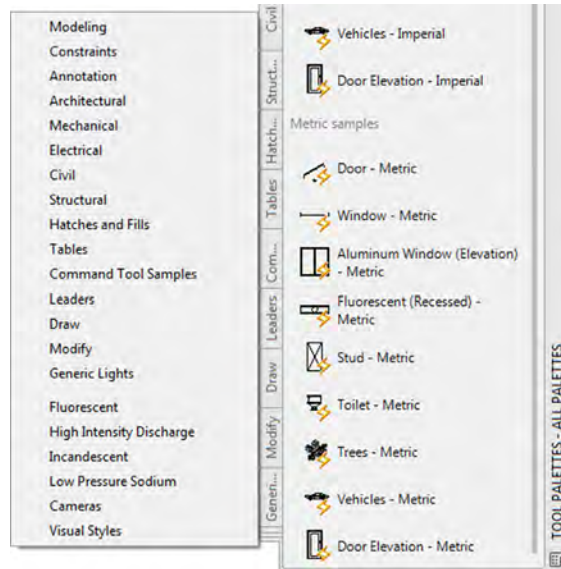 Modeling
Constraints
Annotation
Architectural
Mechanical
Electrical
Civil
Structural
Hatches and Fills
Tables
Command Tool Samples
Leaders
Draw
Modify
Generic Lights
Fluorescent
High Intensity Discharge
Incandescent
Low Pressure Sodium
Cameras
Visual Styles
Civil
Struct...
Hatch...
Tables
Com...
Leaders
Draw
Modify
Generi...
Vehicles - Imperial
Door Elevation - Imperial
Metric samples
Door - Metric
Window - Metric
Aluminum Window (Elevation)
- Metric
Fluorescent (Recessed) -
Metric
Stud - Metric
Toilet - Metric
Trees - Metric
Vehicles - Metric
Door Elevation - Metric
TOOL PALETTES - ALL PALETTES